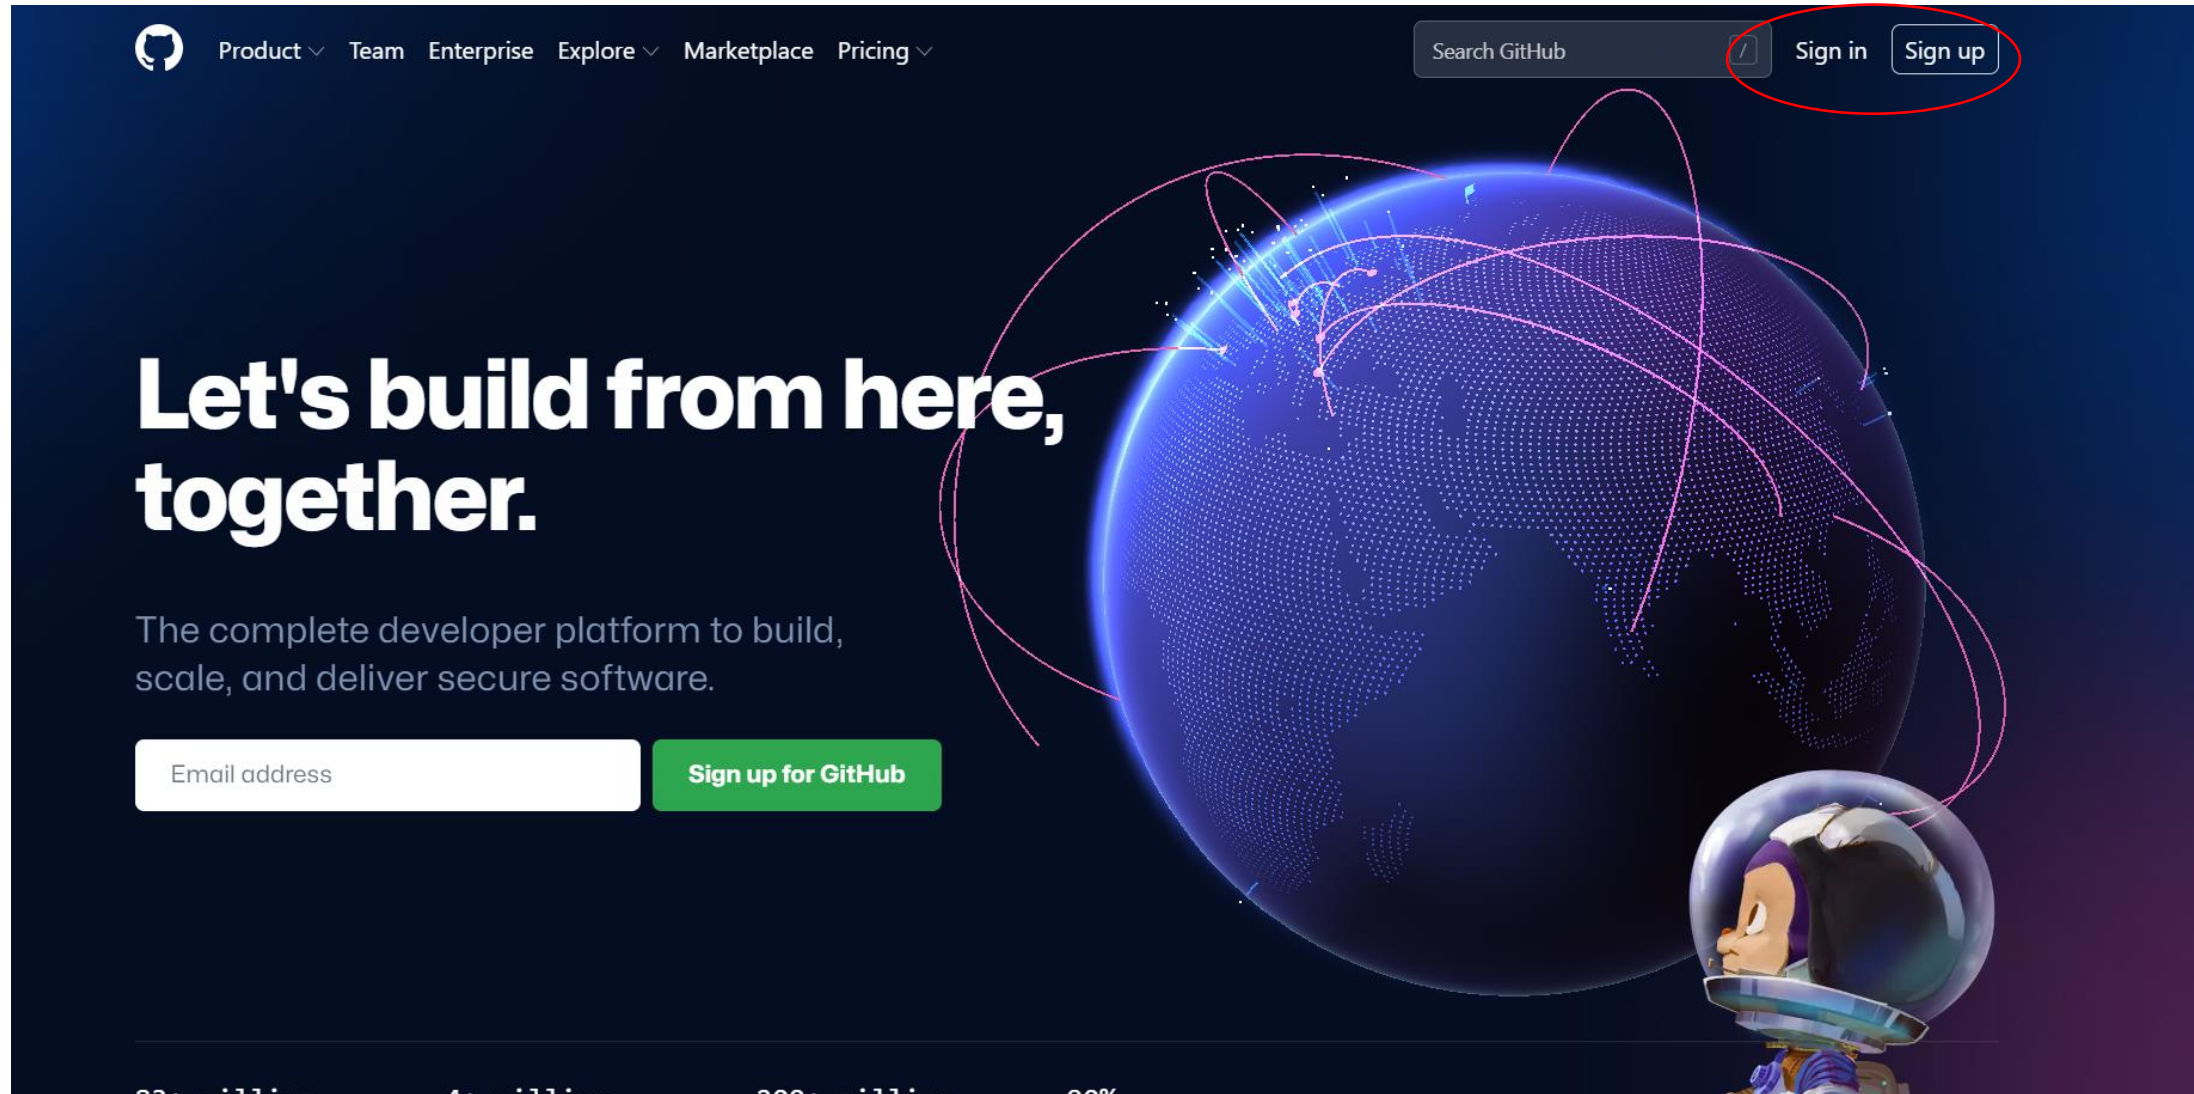 Product Team Enterprise Explore Marketplace Pricing Search GitHub / Sign in Sign up
Let's build from here,
together.
The complete developer platform to build,
scale, and deliver secure software.
Email address Sign up for GitHub